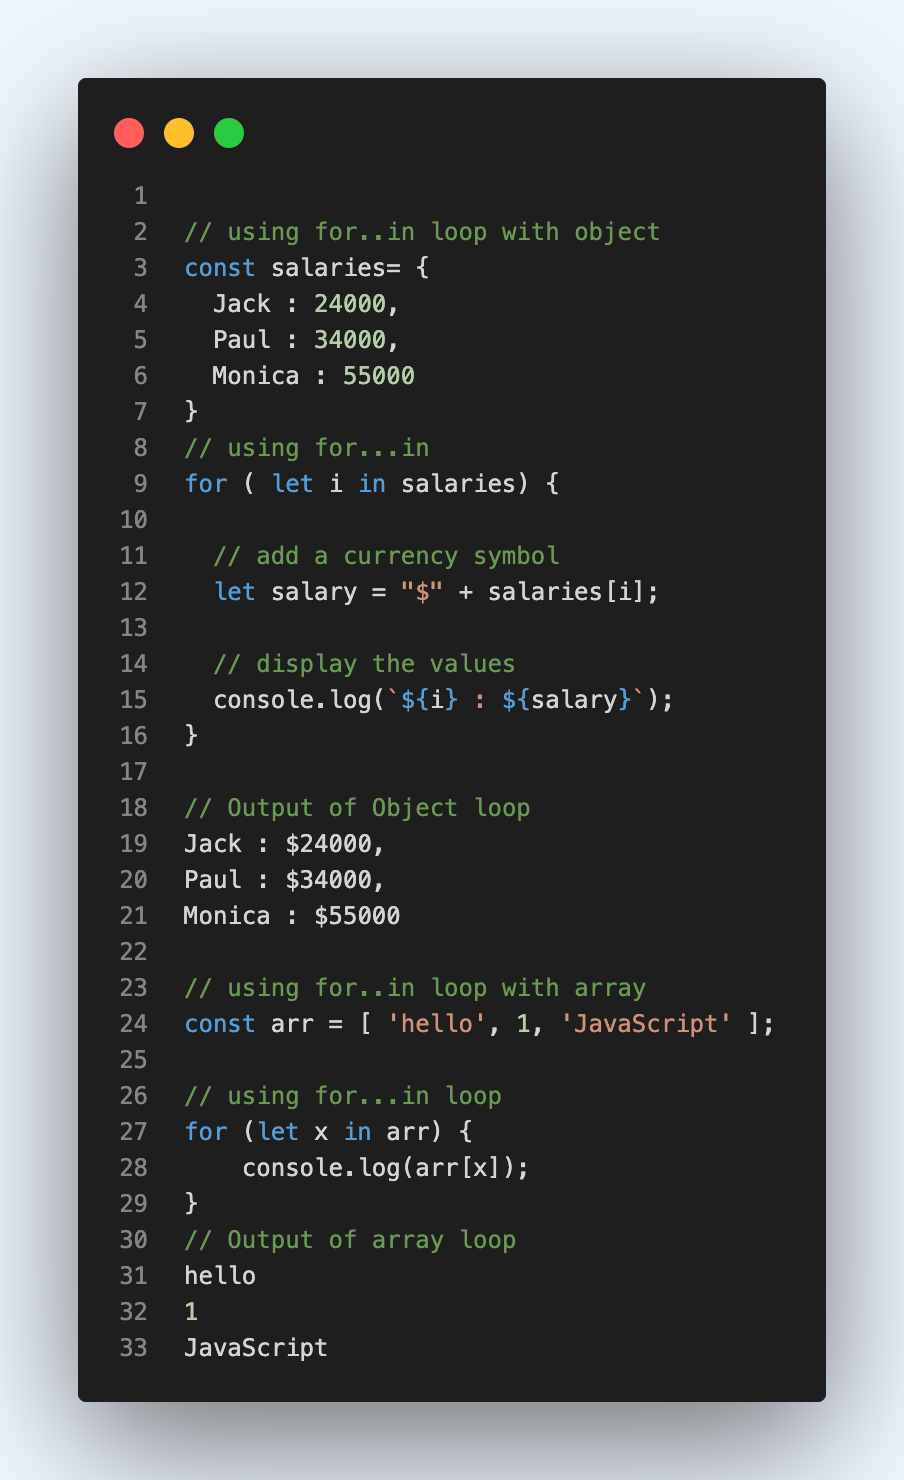 1
2 // using for..in loop with object
3 const salaries= {
4   Jack : 24000,
5   Paul : 34000,
6   Monica : 55000
7 }
8 // using for...in
9 for ( let i in salaries) {
10
11   // add a currency symbol
12   let salary = "$" + salaries[i];
13
14   // display the values
15   console.log(`${i} : ${salary}`);
16 }
17
18 // Output of Object loop
19 Jack : $24000,
20 Paul : $34000,
21 Monica : $55000
22
23 // using for..in loop with array
24 const arr = [ 'hello', 1, 'JavaScript' ];
25
26 // using for...in loop
27 for (let x in arr) {
28     console.log(arr[x]);
29 }
30 // Output of array loop
31 hello
32 1
33 JavaScript